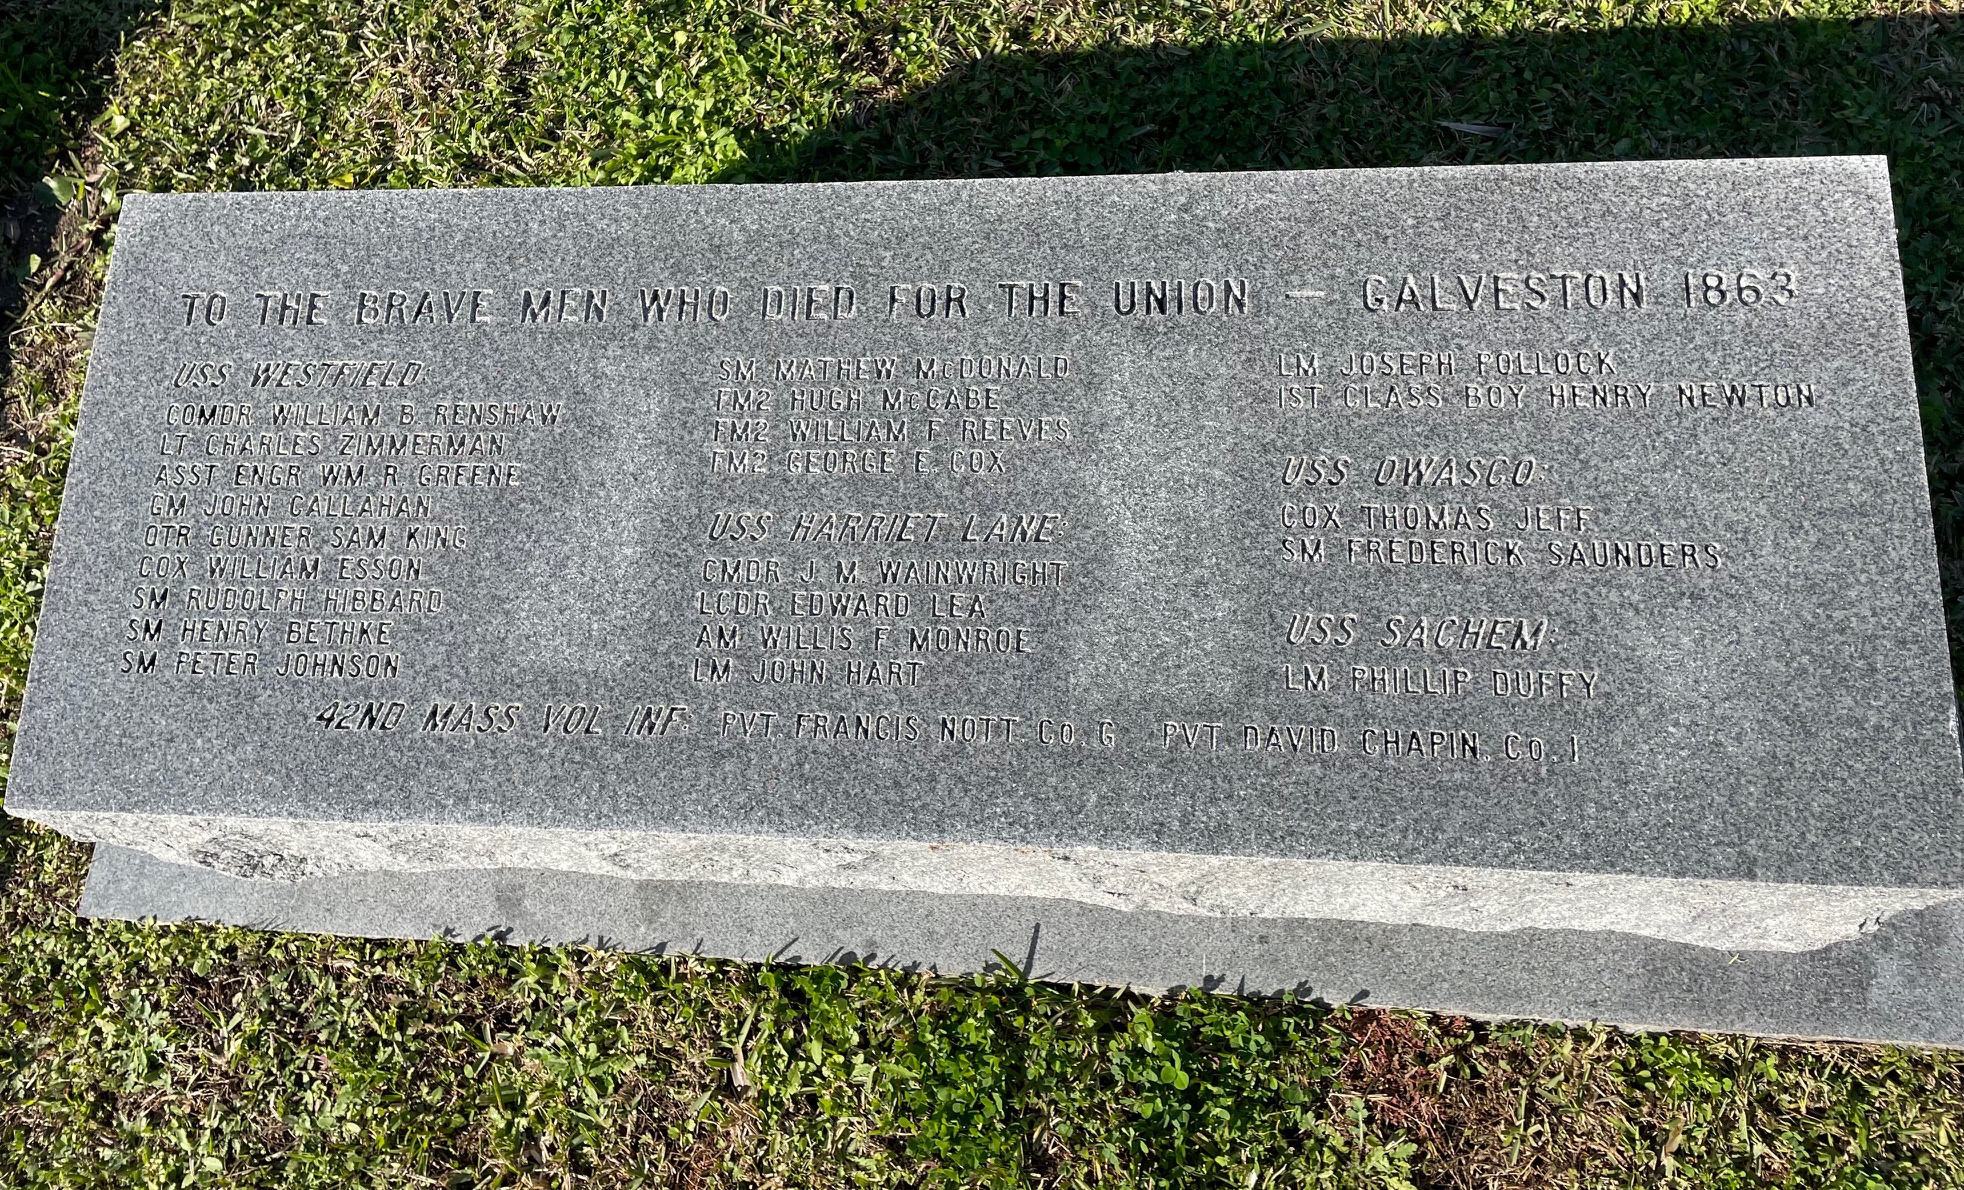 TO THE BRAVE MEN WHO DIED FOR THE UNION — GALVESTON 1863
USS WESTFIELD:
COMDR WILLIAM B. RENSHAW
LT CHARLES ZIMMERMAN
ASST ENGR WM. R. GREENE
GM JOHN CALLAHAN
QTR GUNNER SAM. KING
COX WILLIAM ESSON
SM RUDOLPH HIBBARD
SM HENRY BETHKE
SM PETER JOHNSON
SM MATHEW McDONALD
FM2 HUGH McCABE
FM2 WILLIAM F. REEVES
FM2 GEORGE E. COX
USS HARRIET LANE:
CMDR J. M. WAINWRIGHT
LCDR EDWARD LEA
AM WILLIS F MONROE
LM JOHN HART
LM JOSEPH POLLOCK
1ST CLASS BOY HENRY NEWTON
USS OWASCO:
COX THOMAS JEFF
SM FREDERICK SAUNDERS
USS SACHEM:
LM PHILLIP DUFFY
42ND MASS VOL INF: PVT. FRANCIS NOTT. Co. G PVT DAVID CHAPIN. Co. I